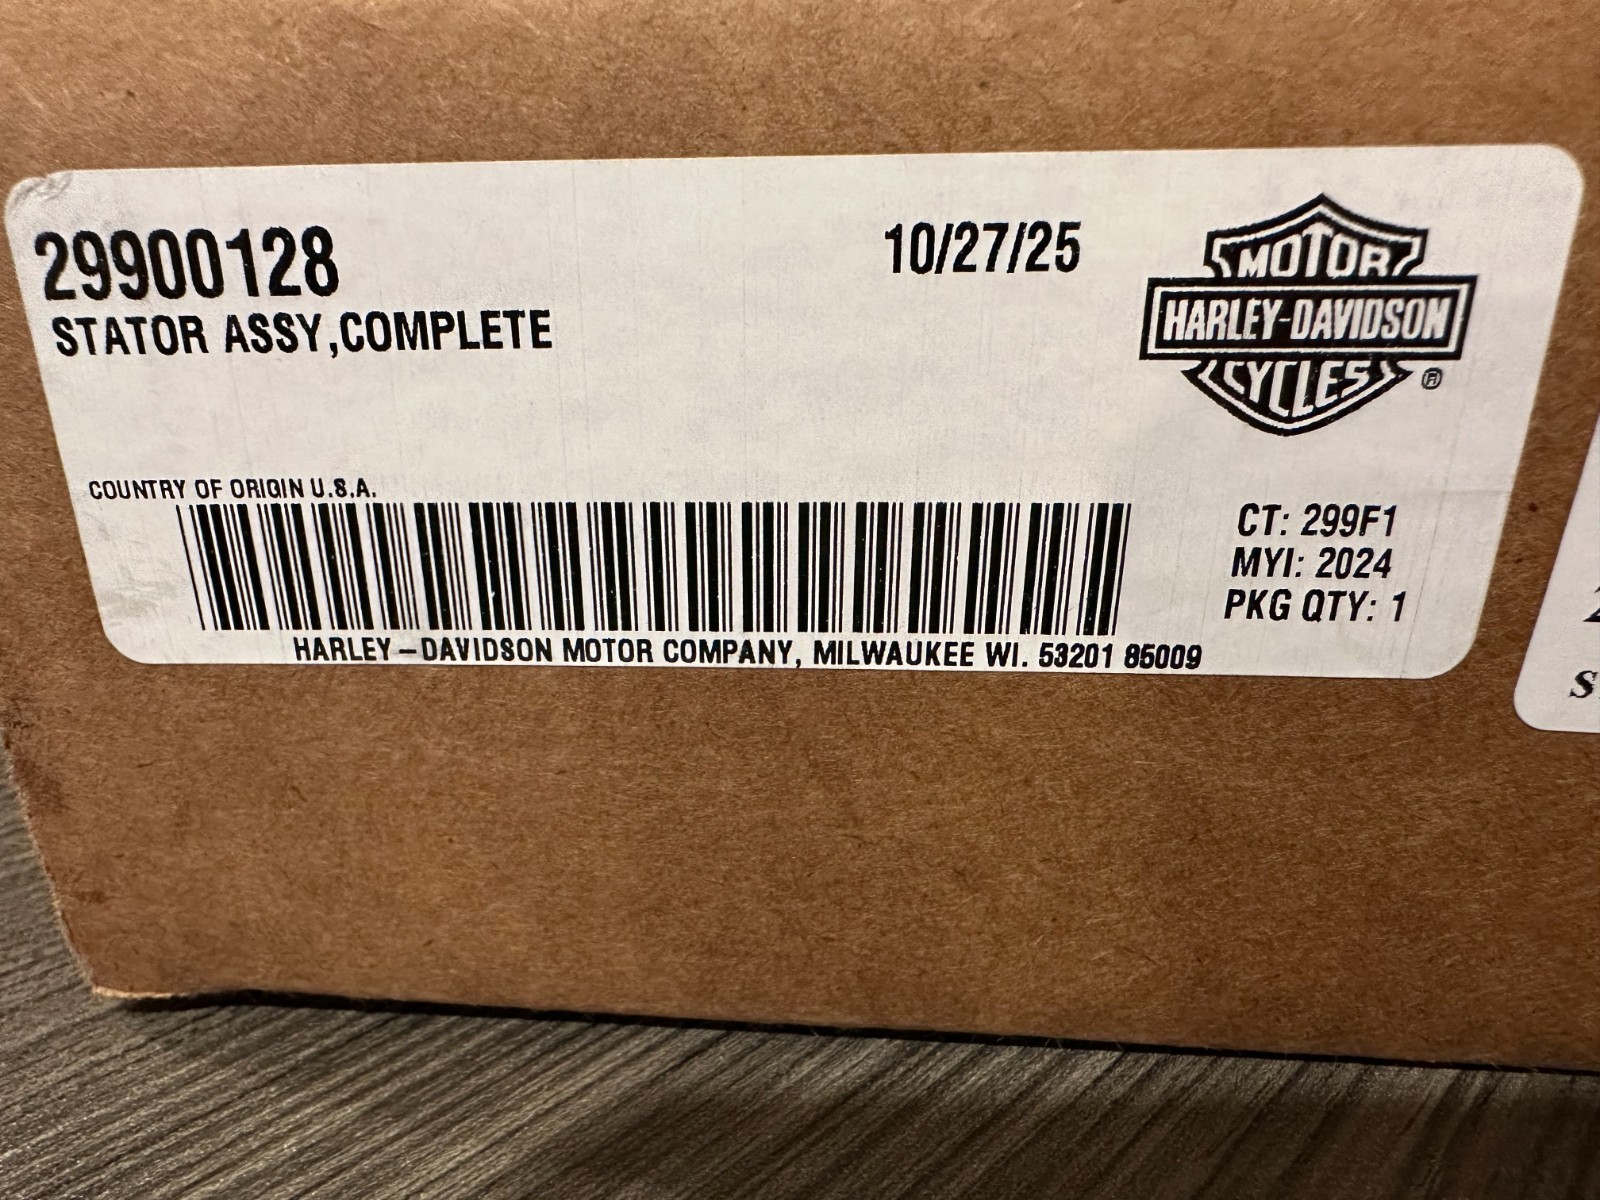 29900128
10/27/25
STATOR ASSY,COMPLETE
MOTOR
HARLEY-DAVIDSON
CYCLES
®
COUNTRY OF ORIGIN U.S.A.
CT: 299F1
MYI: 2024
PKG QTY: 1
HARLEY-DAVIDSON MOTOR COMPANY, MILWAUKEE WI. 53201 85009